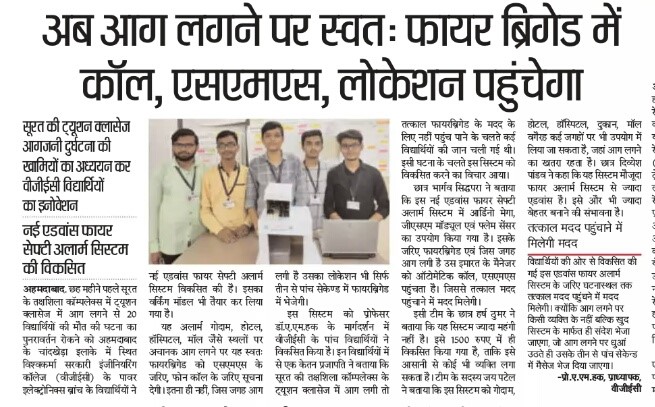 अब आग लगने पर स्वतः फायर ब्रिगेड में
कॉल, एसएमएस, लोकेशन पहुंचेगा
सूरत की ट्यूशन क्लासेज
आगजनी दुर्घटना की
खामियों का अध्ययन कर
वीजीईसी विद्यार्थियों
का इनोवेशन
नई एडवांस फायर
सेफ्टी अलार्म सिस्टम
की विकसित
अहमदाबाद. छह महीने पहले सूरत
के तक्षशिला कॉम्पलेक्स में ट्यूशन
क्लासेज में आग लगने से 20
विद्यार्थियों की मौत की घटना का
पुनरावर्तन रोकने को अहमदाबाद
के चांदखेड़ा इलाके में स्थित
विश्वकर्मा सरकारी इंजीनियरिंग
कॉलेज (वीजीईसी) के पावर
इलेक्ट्रोनिक्स ब्रांच के विद्यार्थियों ने
नई एडवांस फायर सेफ्टी अलार्म
सिस्टम विकसित की है। इसका
वर्किंग मॉडल भी तैयार कर लिया
गया है।
यह अलार्म गोदाम, होटल,
हॉस्पिटल, मॉल जैसे स्थलों पर
अचानक आग लगने पर यह स्वतः
फायरब्रिगेड को एसएमएस के
जरिए, फोन कॉल के जरिए सूचना
देगी। इतना ही नहीं, जिस जगह आग
लगी है उसका लोकेशन भी सिर्फ
तीन से पांच सेकेण्ड में फायरब्रिगेड
में भेजेगी।
इस सिस्टम को प्रोफेसर
डॉ.ए.एम.हक के मार्गदर्शन में
वीजीईसी के पांच विद्यार्थियों ने
विकसित किया है। इन विद्यार्थियों में
से एक केतन प्रजापति ने बताया कि
सूरत की तक्षशिला कॉम्पलेक्स के
ट्यूशन क्लासेज में आग लगी तो
तत्काल फायरब्रिगेड के मदद के
लिए नहीं पहुंच पाने के चलते कई
विद्यार्थियों की जान चली गई थी।
इसी घटना के चलते इस सिस्टम को
विकसित करने का विचार आया।
छात्र भार्गव सिद्धपरा ने बताया
कि इस नई एडवांस फायर सेफ्टी
अलार्म सिस्टम में आर्डिनो मेगा,
जीएसएम मॉड्यूल एवं फ्लेम सेंसर
का उपयोग किया गया है। इसके
जरिए फायरब्रिगेड एवं जिस जगह
आग लगी है उस इमारत के मैनेजर
को ऑटोमेटिक कॉल, एसएमएस
पहुंचता है। जिससे तत्काल मदद
पहुंचाने में मदद मिलेगी।
इसी टीम के छात्र हर्ष दुमर ने
बताया कि यह सिस्टम ज्यादा महंगी
नहीं है। इसे 1500 रुपए में ही
विकसित किया गया है, ताकि इसे
आसानी से कोई भी व्यक्ति लगा
सकता है। टीम के सदस्य जय पटेल
ने बताया कि इस सिस्टम को गोदाम,
होटल, हॉस्पिटल, दुकान, मॉल
वगैरह कई जगहों पर भी उपयोग में
लिया जा सकता है, जहां आग लगने
का खतरा रहता है। छात्र दिव्येश
पांडव ने कहा कि यह सिस्टम मौजूदा
फायर अलार्म सिस्टम से ज्यादा
एडवांस है। इसे और भी ज्यादा
बेहतर बनाने की संभावना है।
तत्काल मदद पहुंचाने में
मिलेगी मदद
विद्यार्थियों की ओर से विकसित की
गई इस एडवांस फायर अलार्म
सिस्टम के जरिए घटनास्थल तक
तत्काल मदद पहुंचने में मदद
मिलेगी। क्योंकि आग लगने पर
किसी व्यक्ति के नहीं बल्कि खुद
सिस्टम के मार्फत ही संदेश भेजा
जाएगा, जो आग लगने पर धुआं
उठते ही उसके तीन से पांच सेकेंड
में मैसेज भेज दिया जाएगा।
-प्रो.ए.एम.हक, प्राध्यापक,
वीजीईसी